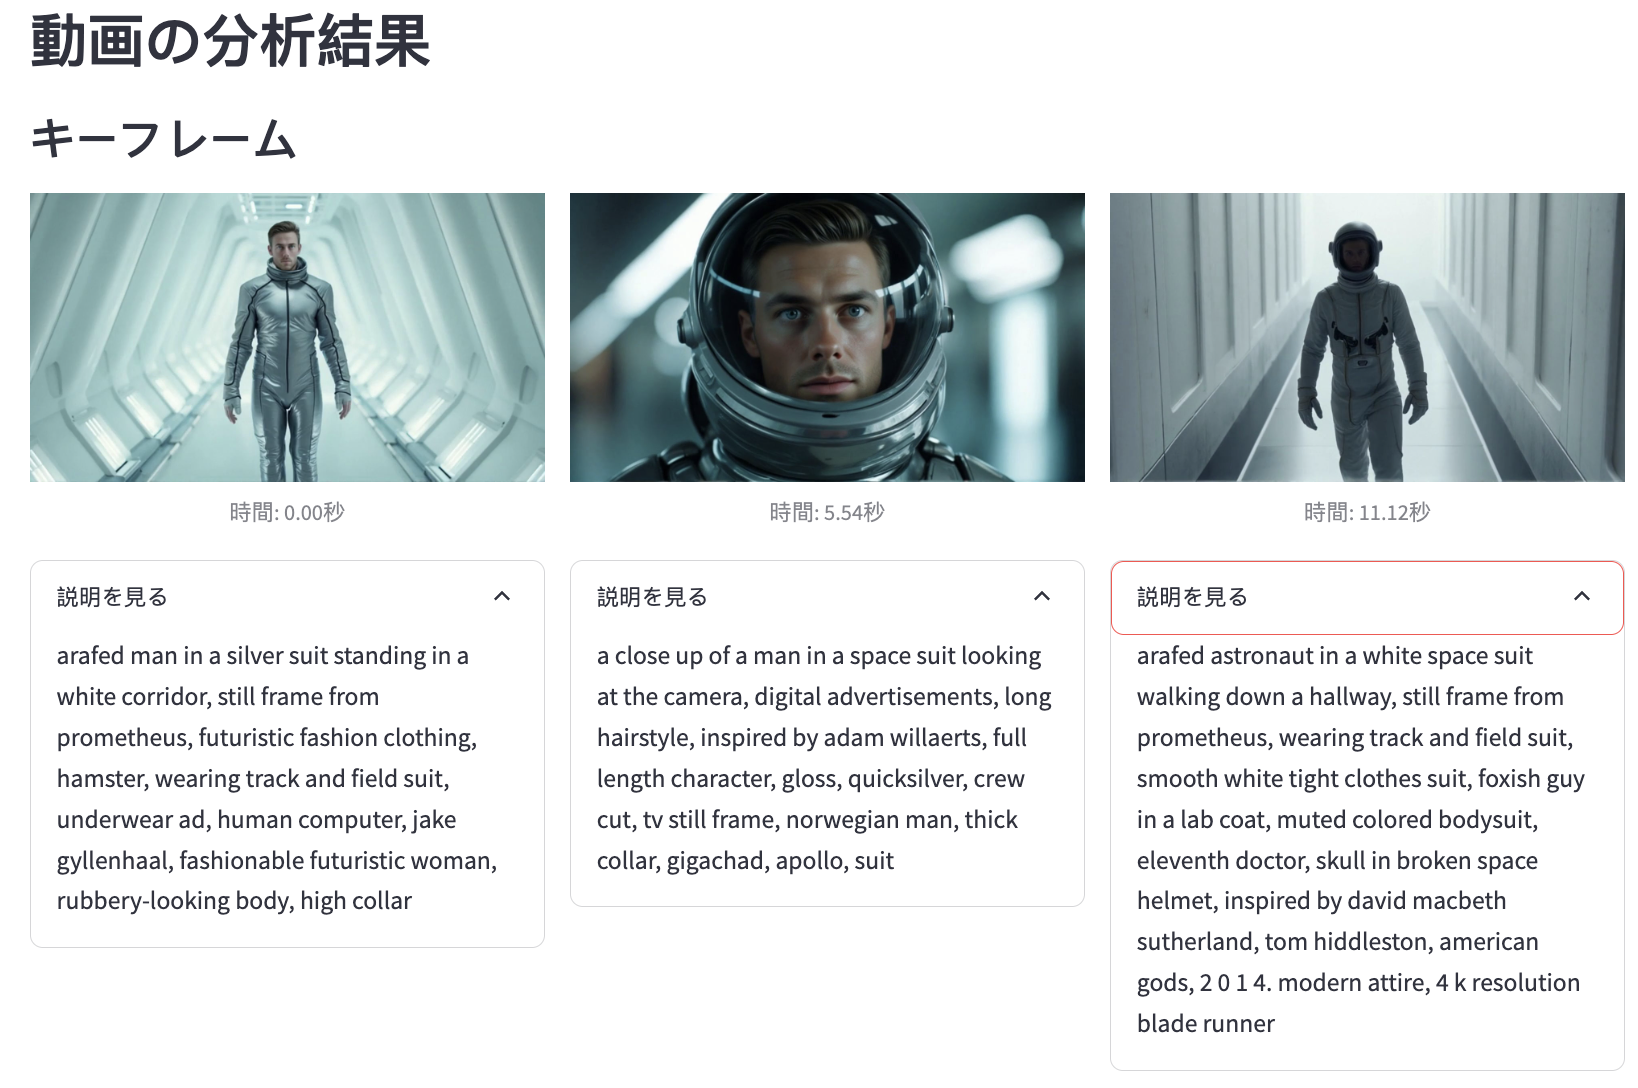 動画の分析結果
キーフレーム
時間: 0.00秒
時間: 5.54秒
時間: 11.12秒
説明を見る
arafed man in a silver suit standing in a
white corridor, still frame from
prometheus, futuristic fashion clothing,
hamster, wearing track and field suit,
underwear ad, human computer, jake
gyllenhaal, fashionable futuristic woman,
rubbery-looking body, high collar
説明を見る
a close up of a man in a space suit looking
at the camera, digital advertisements, long
hairstyle, inspired by adam willaerts, full
length character, gloss, quicksilver, crew
cut, tv still frame, norwegian man, thick
collar, gigachad, apollo, suit
説明を見る
arafed astronaut in a white space suit
walking down a hallway, still frame from
prometheus, wearing track and field suit,
smooth white tight clothes suit, foxish guy
in a lab coat, muted colored bodysuit,
eleventh doctor, skull in broken space
helmet, inspired by david macbeth
sutherland, tom hiddleston, american
gods, 2 0 1 4. modern attire, 4 k resolution
blade runner